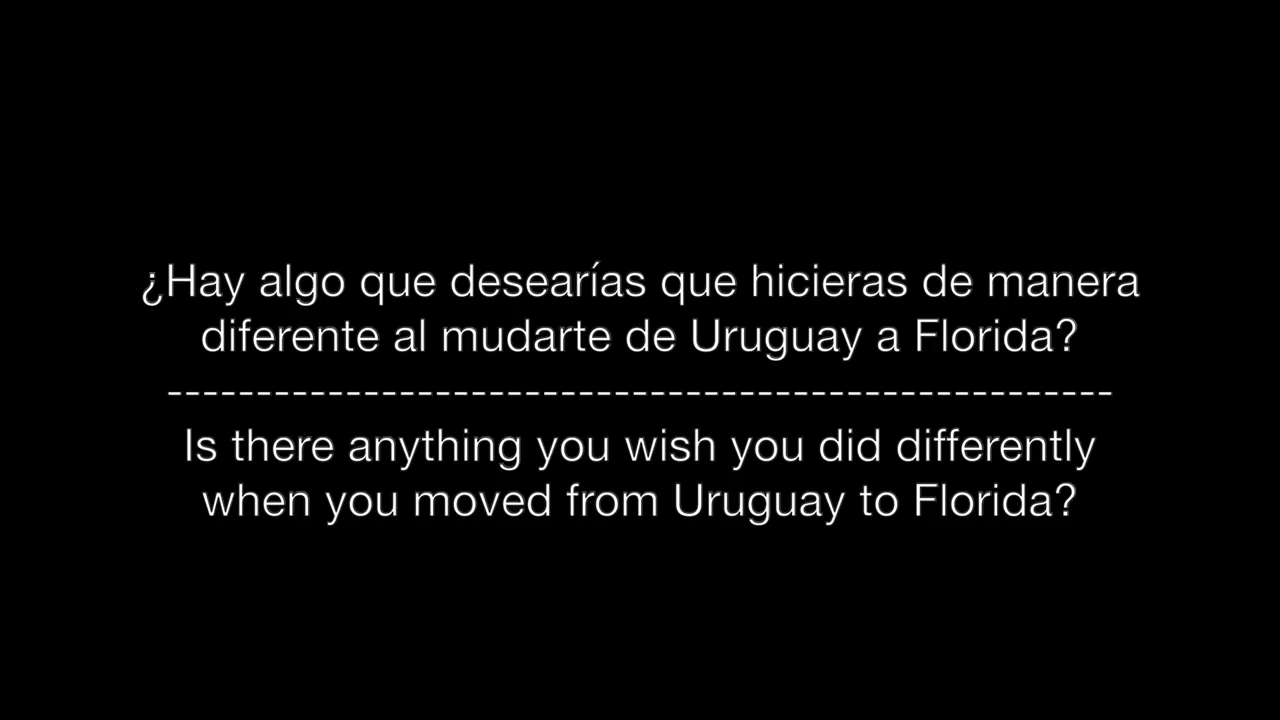 ¿Hay algo que desearías que hicieras de manera
diferente al mudarte de Uruguay a Florida?
-----------------------------------------------------
Is there anything you wish you did differently
when you moved from Uruguay to Florida?